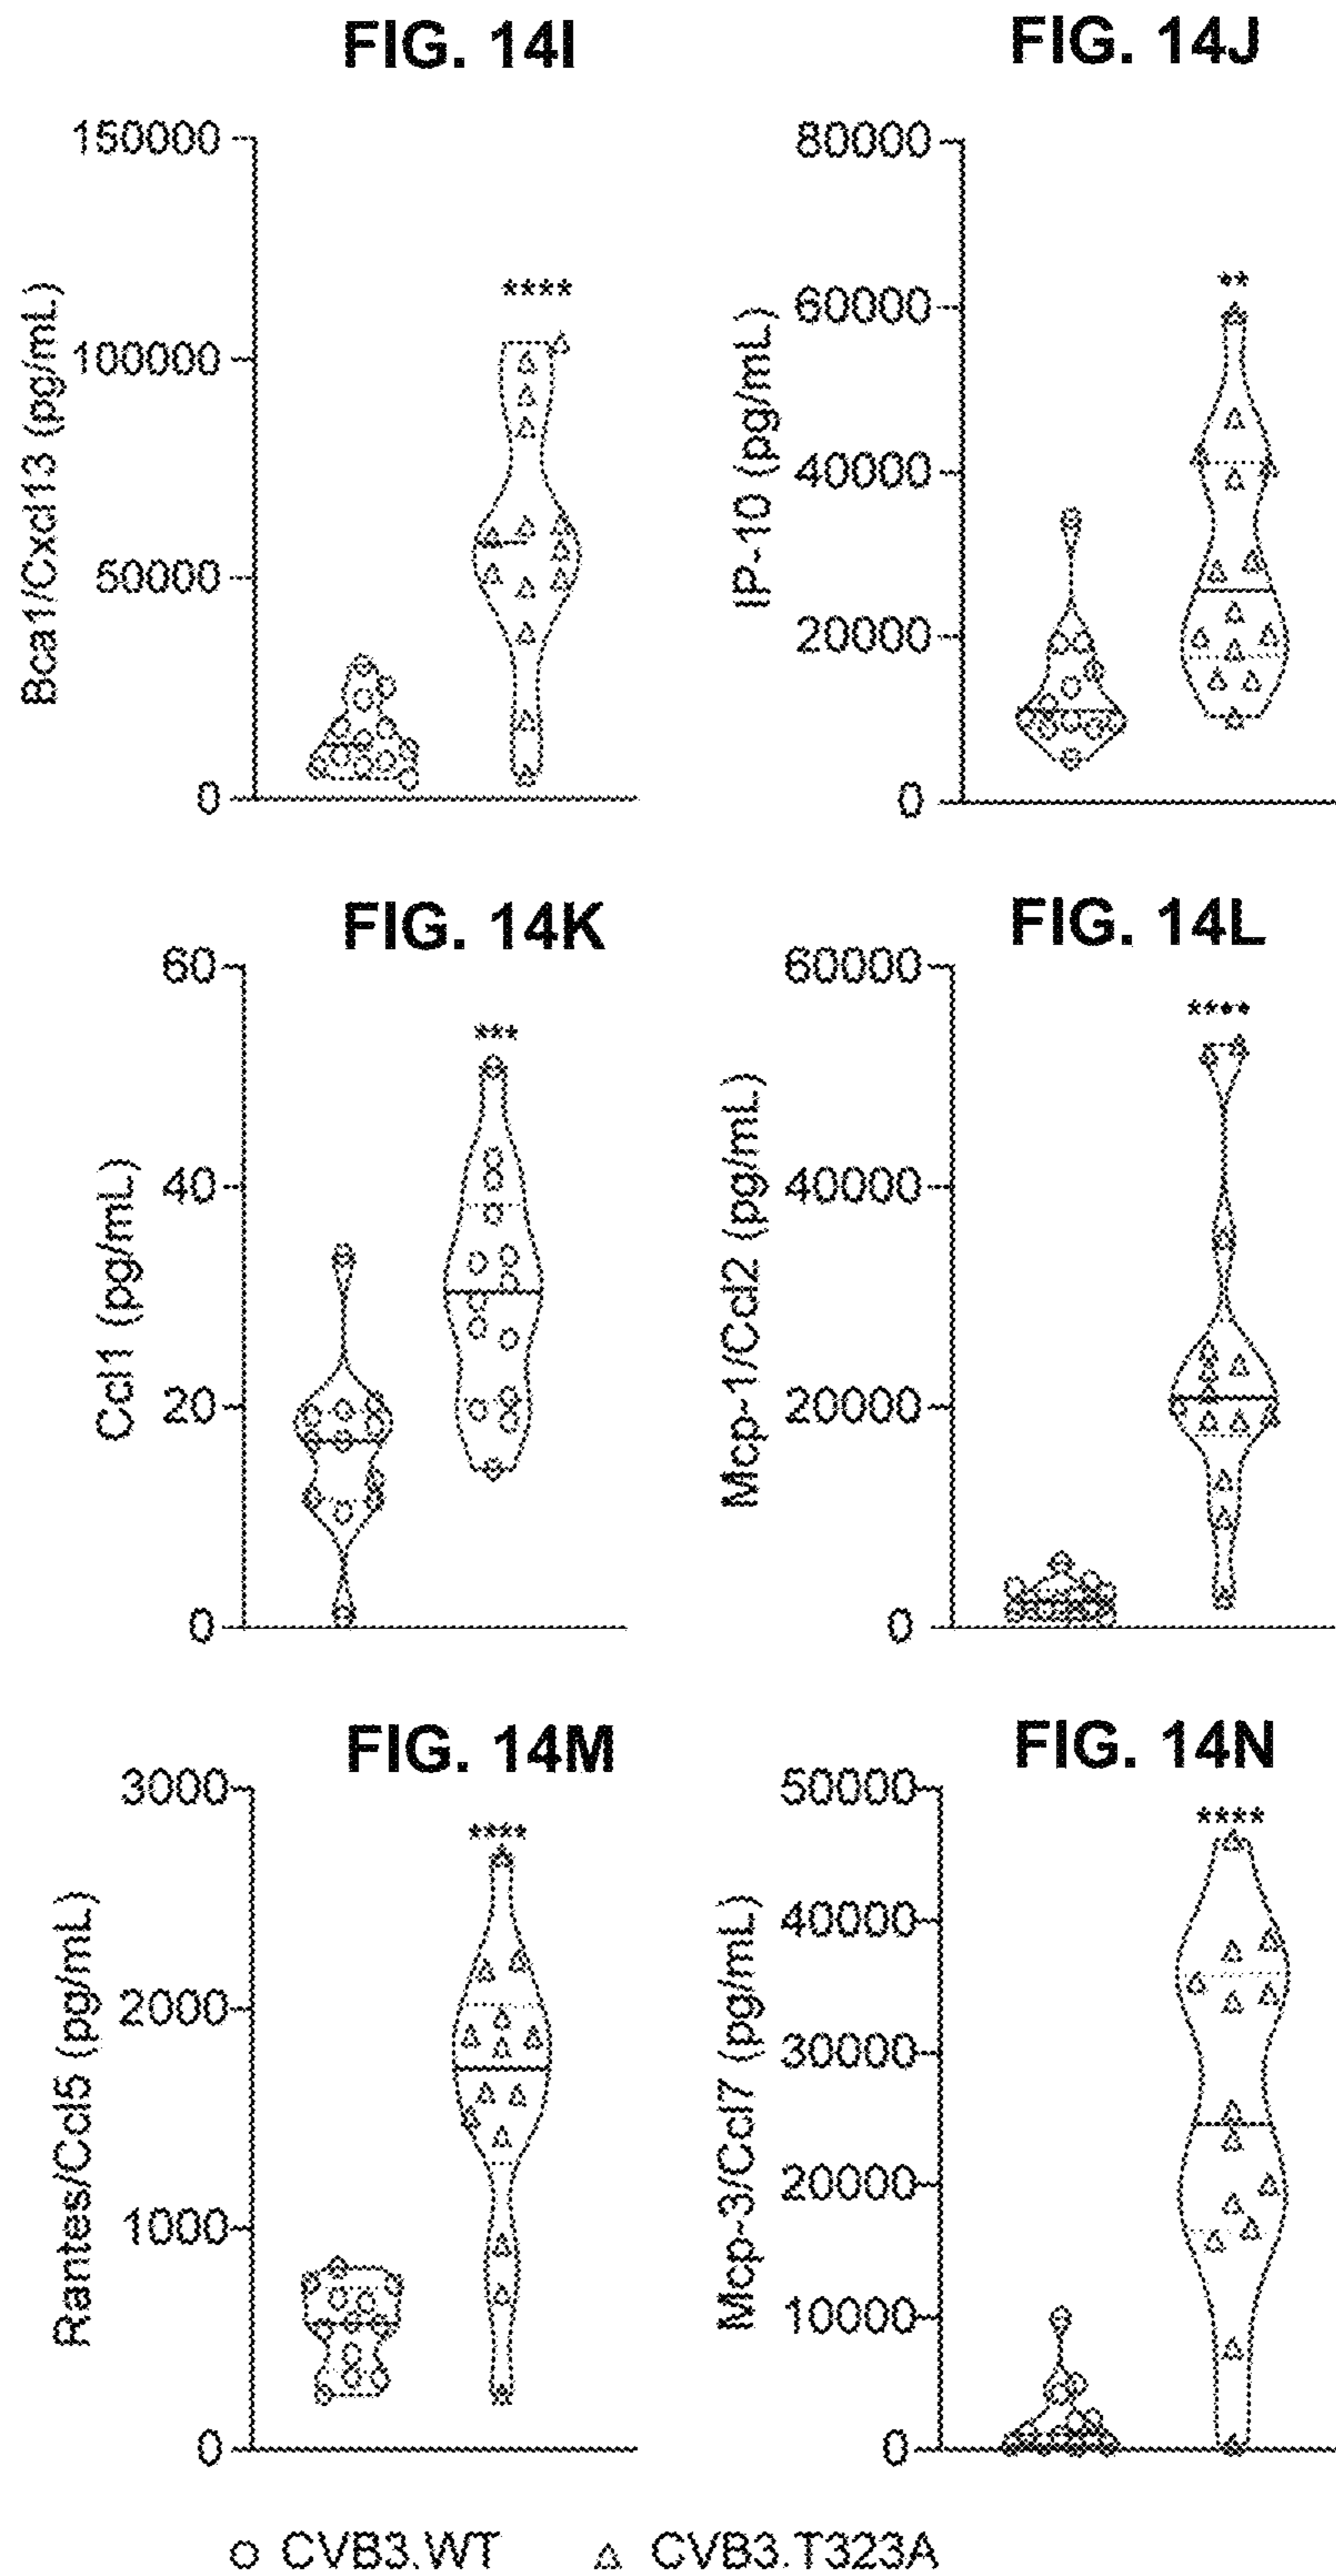 FIG. 14I
150000
100000
50000
0
Bca1/Cxcl13 (pg/mL)
****
FIG. 14J
80000
60000
40000
20000
0
IP-10 (pg/mL)
**
FIG. 14K
60
40
20
0
Ccl1 (pg/mL)
***
FIG. 14L
60000
40000
20000
0
Mcp-1/Ccl2 (pg/mL)
****
FIG. 14M
3000
2000
1000
0
Rantes/Ccl5 (pg/mL)
****
FIG. 14N
50000
40000
30000
20000
10000
0
Mcp-3/Ccl7 (pg/mL)
****
CVB3.WT
CVB3.T323A